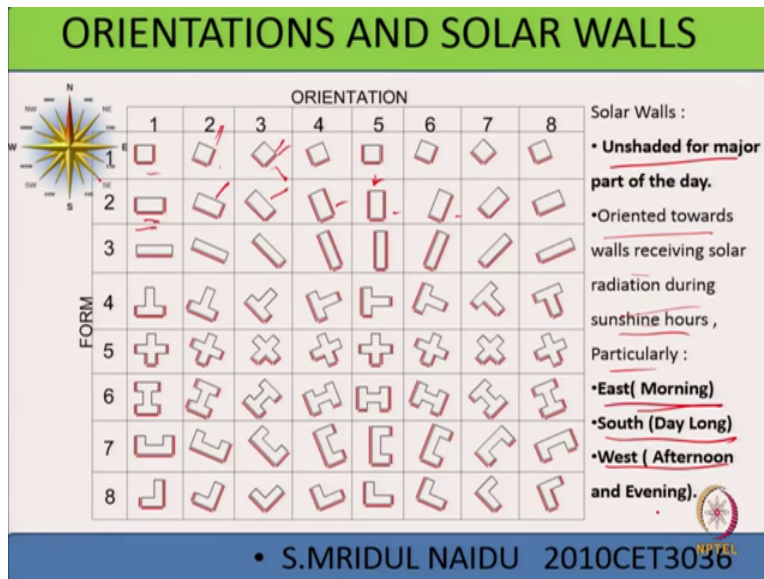 ORIENTATIONS AND SOLAR WALLS
N
NW
NE
W
E
SW
SE
S
ORIENTATION
1 2 3 4 5 6 7 8
FORM
1
2
3
4
5
6
7
8
Solar Walls :
• Unshaded for major
part of the day.
•Oriented towards
walls receiving solar
radiation during
sunshine hours ,
Particularly :
•East( Morning)
•South (Day Long)
•West ( Afternoon
and Evening).
NPTEL
• S.MRIDUL NAIDU 2010CET3036